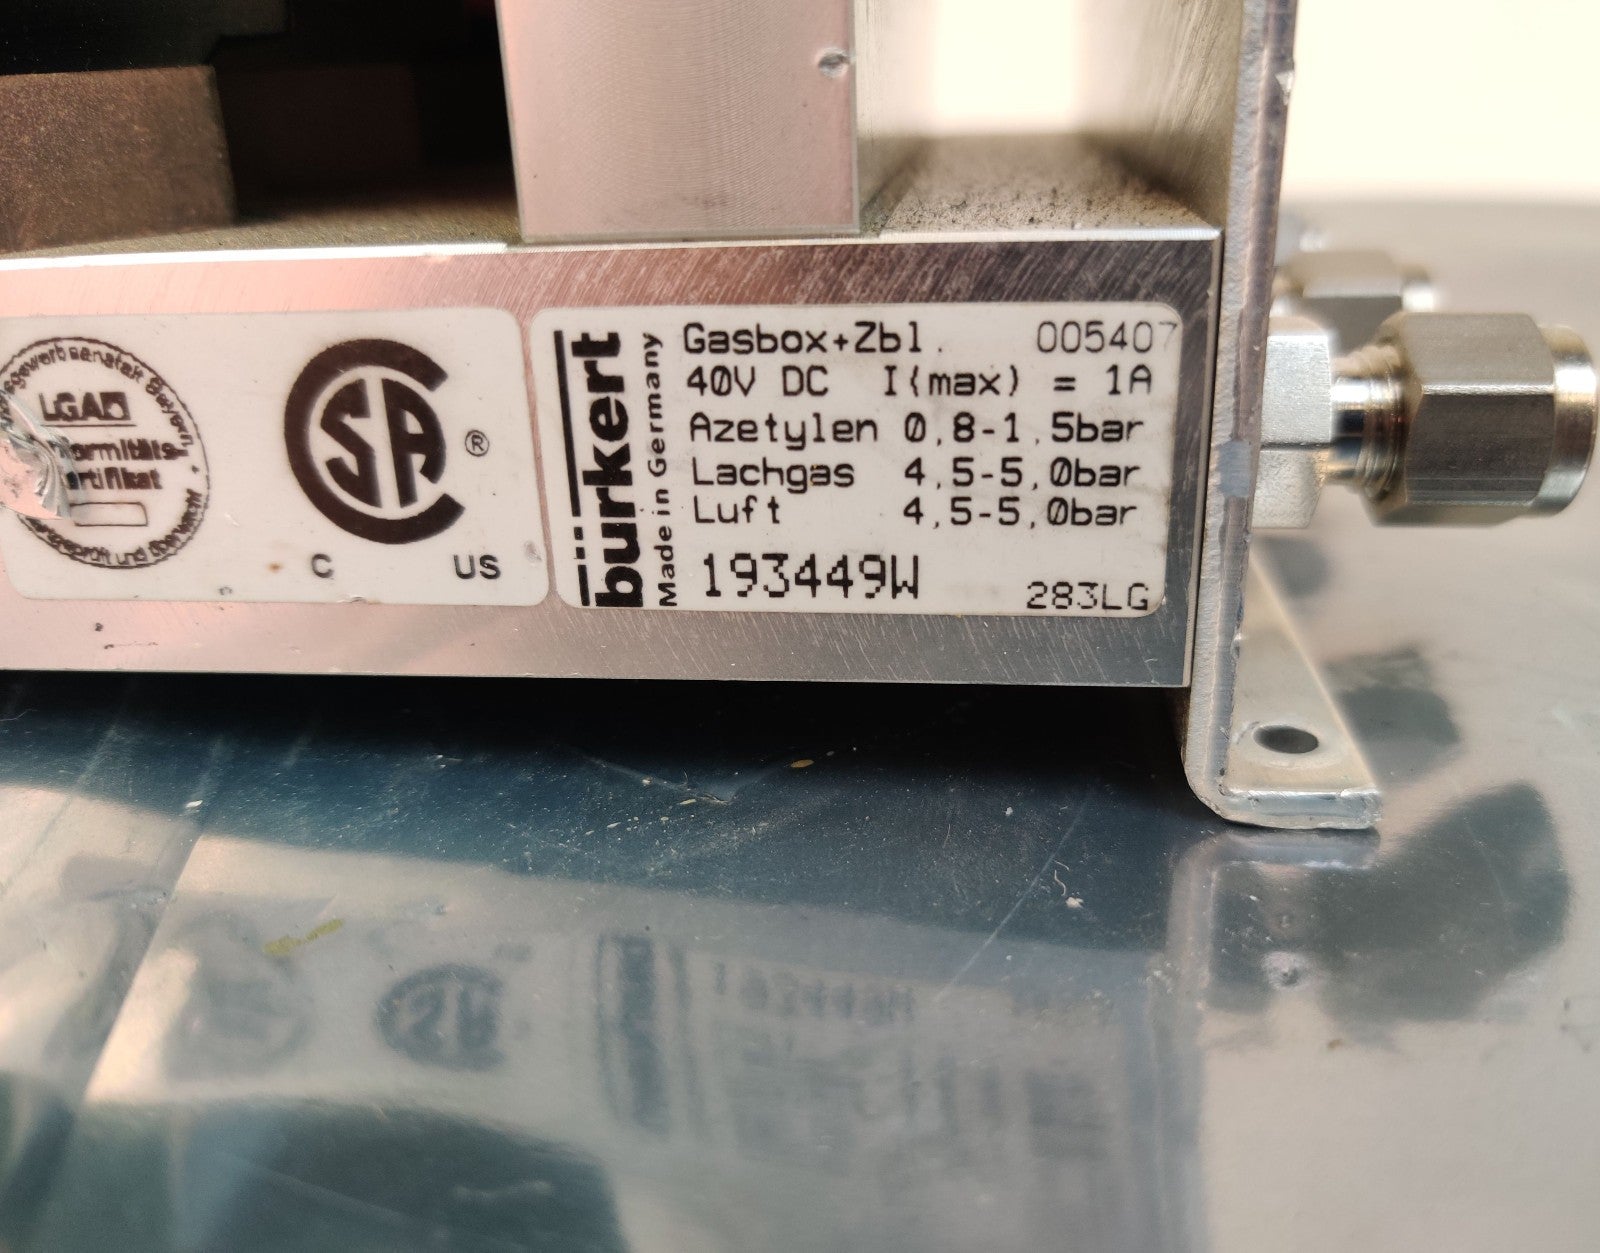 LGA
ertifikat
CSA ®
C US
bürkert
Made in Germany
Gasbox+Zbl. 005407
40V DC I(max) = 1A
Azetylen 0,8-1,5bar
Lachgas 4,5-5,0bar
Luft 4,5-5,0bar
193449W 283LG